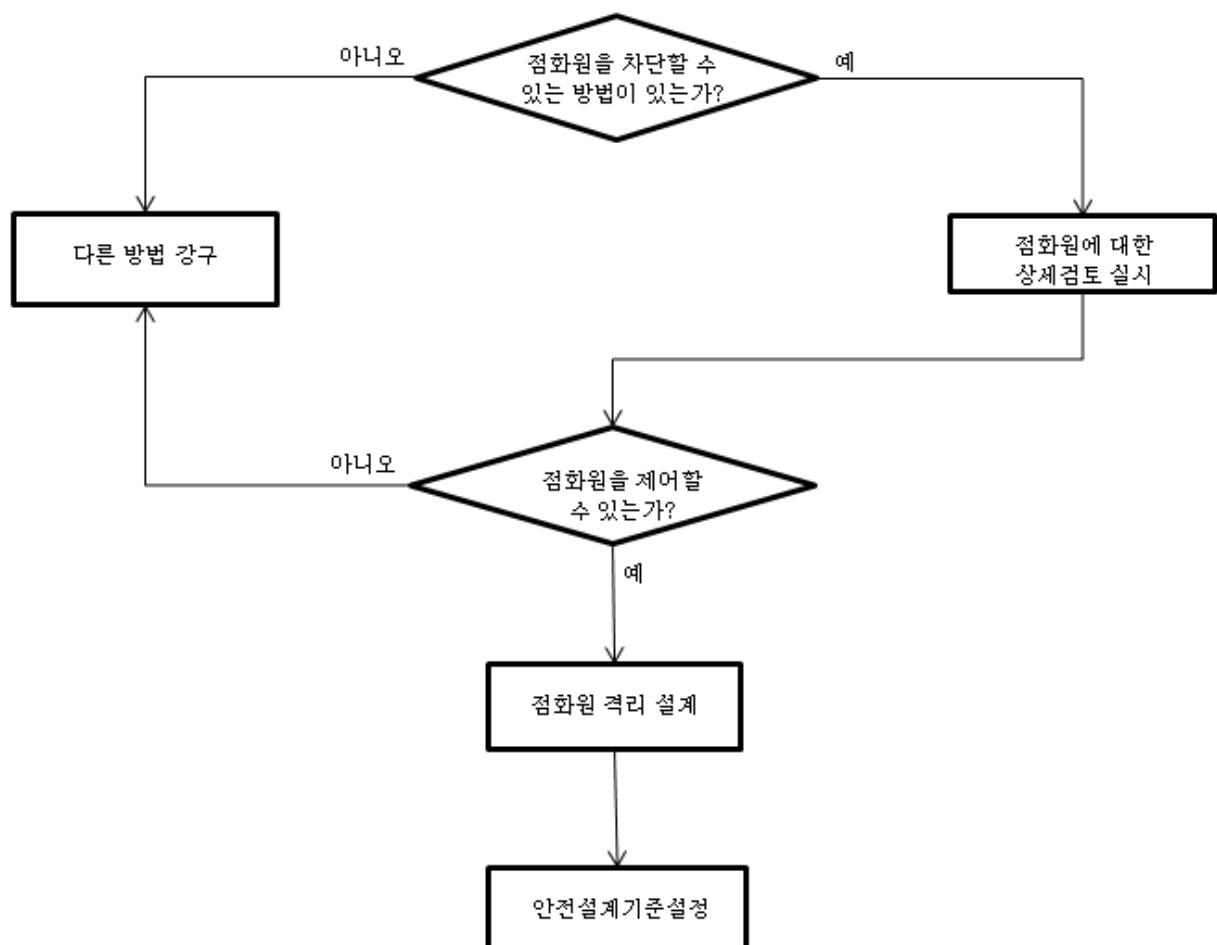 아니오
점화원을 차단할 수
있는 방법이 있는가?
예
다른 방법 강구
점화원에 대한
상세검토 실시
아니오
점화원을 제어할
수 있는가?
예
점화원 격리 설계
안전설계기준설정